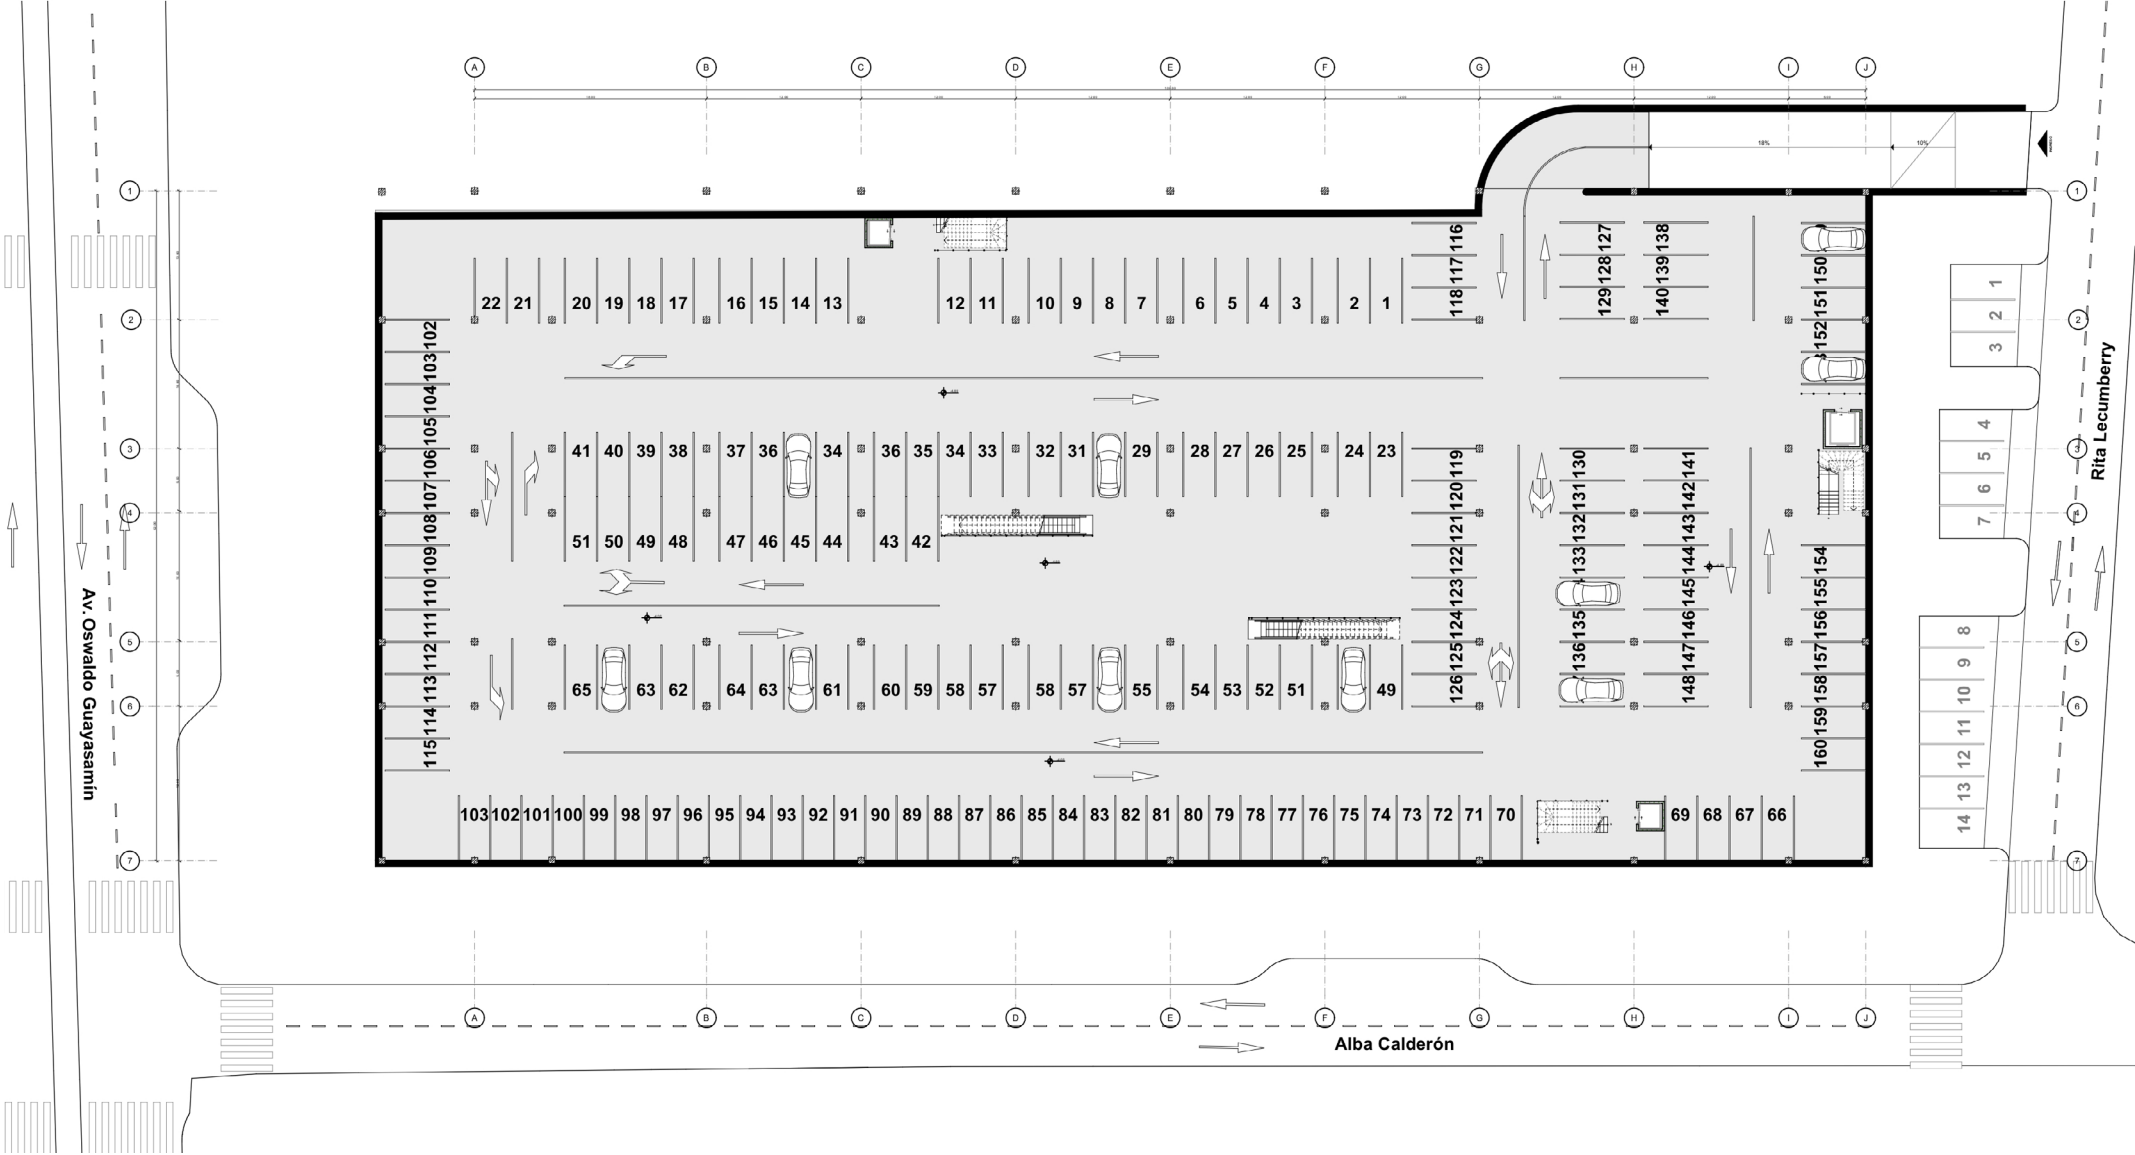 A B C D E F G H I J
18% 10%
1 1
116 127 138
117 128 139 150
118 129 140 151
22 21 20 19 18 17 16 15 14 13 12 11 10 9 8 7 6 5 4 3 2 1
1
2
3
2 2
102 152
103
104
105
Rita Lecumberry
3 3
41 40 39 38 37 36 34 36 35 34 33 32 31 29 28 27 26 25 24 23
106 119 130 141
107 120 131 142
4
5
6
7
4 4
108 121 132 143
51 50 49 48 47 46 45 44 43 42
109 122 133 144 154
110 123 145 155
111 124 135 146 156
Av. Oswaldo Guayasamín
5 5
112 125 136 147 157
113 126 148 158
65 63 62 64 63 61 60 59 58 57 58 57 55 54 53 52 51 49
8
9
10
11
12
13
14
6 6
114 159
115 160
103 102 101 100 99 98 97 96 95 94 93 92 91 90 89 88 87 86 85 84 83 82 81 80 79 78 77 76 75 74 73 72 71 70 69 68 67 66
7 7
A B C D E F G H I J
Alba Calderón